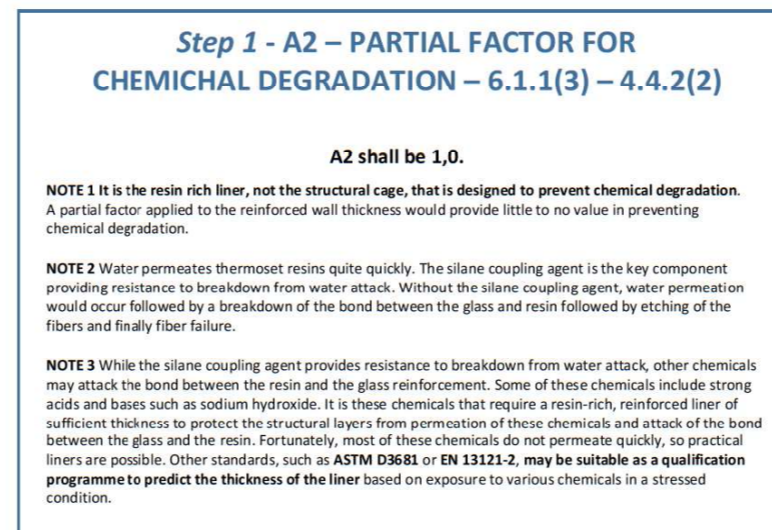 Step 1 - A2 – PARTIAL FACTOR FOR
CHEMICHAL DEGRADATION – 6.1.1(3) – 4.4.2(2)
A2 shall be 1,0.
NOTE 1 It is the resin rich liner, not the structural cage, that is designed to prevent chemical degradation.
A partial factor applied to the reinforced wall thickness would provide little to no value in preventing
chemical degradation.
NOTE 2 Water permeates thermoset resins quite quickly. The silane coupling agent is the key component
providing resistance to breakdown from water attack. Without the silane coupling agent, water permeation
would occur followed by a breakdown of the bond between the glass and resin followed by etching of the
fibers and finally fiber failure.
NOTE 3 While the silane coupling agent provides resistance to breakdown from water attack, other chemicals
may attack the bond between the resin and the glass reinforcement. Some of these chemicals include strong
acids and bases such as sodium hydroxide. It is these chemicals that require a resin-rich, reinforced liner of
sufficient thickness to protect the structural layers from permeation of these chemicals and attack of the bond
between the glass and the resin. Fortunately, most of these chemicals do not permeate quickly, so practical
liners are possible. Other standards, such as ASTM D3681 or EN 13121-2, may be suitable as a qualification
programme to predict the thickness of the liner based on exposure to various chemicals in a stressed
condition.